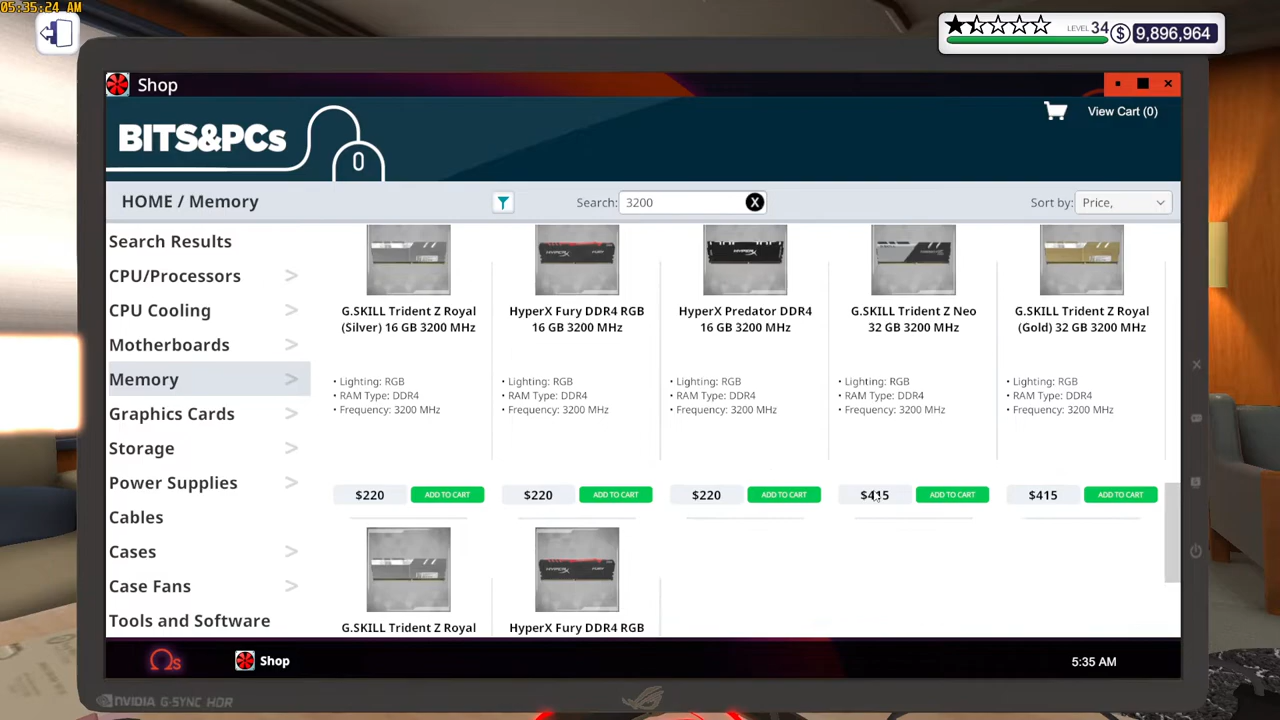 05:35:24 AM
LEVEL 34
$ 9,896,964
Shop
View Cart (0)
BITS&PCs
HOME / Memory
Search: 3200 X
Sort by: Price,
Search Results
CPU/Processors >
CPU Cooling >
Motherboards >
Memory >
Graphics Cards >
Storage >
Power Supplies >
Cables
Cases >
Case Fans >
Tools and Software
G.SKILL Trident Z Royal
(Silver) 16 GB 3200 MHz
• Lighting: RGB
• RAM Type: DDR4
• Frequency: 3200 MHz
$220 ADD TO CART
HyperX Fury DDR4 RGB
16 GB 3200 MHz
• Lighting: RGB
• RAM Type: DDR4
• Frequency: 3200 MHz
$220 ADD TO CART
HyperX Predator DDR4
16 GB 3200 MHz
• Lighting: RGB
• RAM Type: DDR4
• Frequency: 3200 MHz
$220 ADD TO CART
G.SKILL Trident Z Neo
32 GB 3200 MHz
• Lighting: RGB
• RAM Type: DDR4
• Frequency: 3200 MHz
$415 ADD TO CART
G.SKILL Trident Z Royal
(Gold) 32 GB 3200 MHz
• Lighting: RGB
• RAM Type: DDR4
• Frequency: 3200 MHz
$415 ADD TO CART
G.SKILL Trident Z Royal
HyperX Fury DDR4 RGB
Ωs
Shop
5:35 AM
NVIDIA G-SYNC HDR